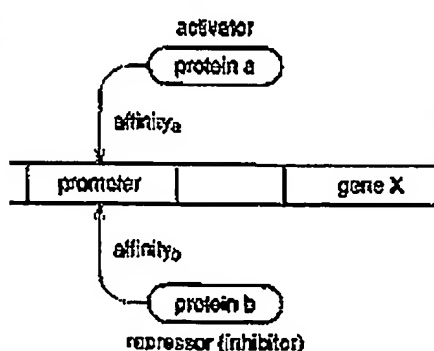 activator
protein a
affinitya
promoter
gene X
affinityb
protein b
repressor (inhibitor)